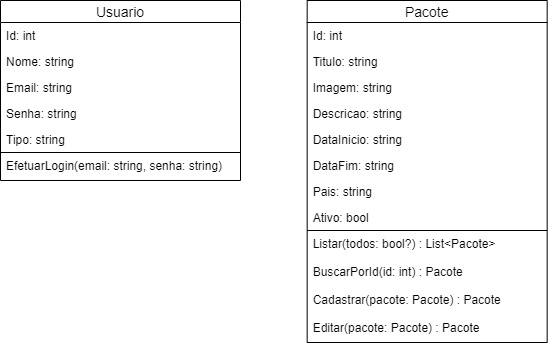 Usuario
Id: int
Nome: string
Email: string
Senha: string
Tipo: string
EfetuarLogin(email: string, senha: string)
Pacote
Id: int
Titulo: string
Imagem: string
Descricao: string
DataInicio: string
DataFim: string
Pais: string
Ativo: bool
Listar(todos: bool?) : List<Pacote>
BuscarPorId(id: int) : Pacote
Cadastrar(pacote: Pacote) : Pacote
Editar(pacote: Pacote) : Pacote